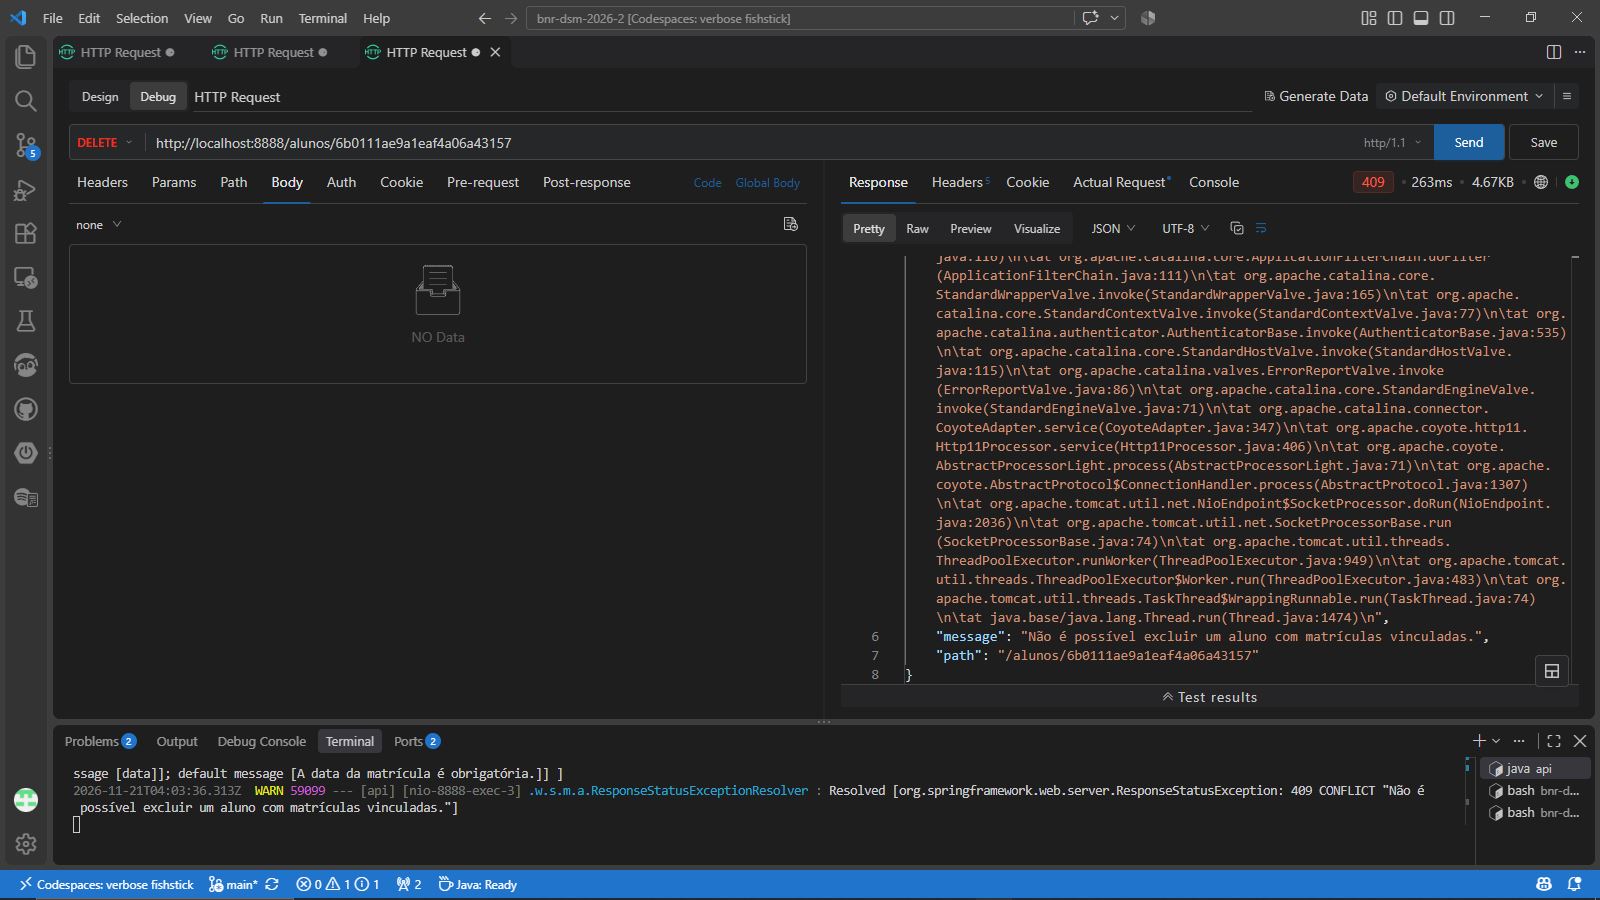 File Edit Selection View Go Run Terminal Help
bnr-dsm-2026-2 [Codespaces: verbose fishstick]
HTTP Request
HTTP Request
HTTP Request
Design Debug HTTP Request
Generate Data Default Environment
DELETE http://localhost:8888/alunos/6b0111ae9a1eaf4a06a43157 http/1.1 Send Save
Headers Params Path Body Auth Cookie Pre-request Post-response Code Global Body
none
NO Data
Response Headers 5 Cookie Actual Request Console 409 263ms 4.67KB
Pretty Raw Preview Visualize JSON UTF-8
java:116)\n\tat org.apache.catalina.core.ApplicationFilterChain.doFilter
(ApplicationFilterChain.java:111)\n\tat org.apache.catalina.core.
StandardWrapperValve.invoke(StandardWrapperValve.java:165)\n\tat org.apache.
catalina.core.StandardContextValve.invoke(StandardContextValve.java:77)\n\tat org.
apache.catalina.authenticator.AuthenticatorBase.invoke(AuthenticatorBase.java:535)
\n\tat org.apache.catalina.core.StandardHostValve.invoke(StandardHostValve.
java:115)\n\tat org.apache.catalina.valves.ErrorReportValve.invoke
(ErrorReportValve.java:86)\n\tat org.apache.catalina.core.StandardEngineValve.
invoke(StandardEngineValve.java:71)\n\tat org.apache.catalina.connector.
CoyoteAdapter.service(CoyoteAdapter.java:347)\n\tat org.apache.coyote.http11.
Http11Processor.service(Http11Processor.java:406)\n\tat org.apache.coyote.
AbstractProcessorLight.process(AbstractProcessorLight.java:71)\n\tat org.apache.
coyote.AbstractProtocol$ConnectionHandler.process(AbstractProtocol.java:1307)
\n\tat org.apache.tomcat.util.net.NioEndpoint$SocketProcessor.doRun(NioEndpoint.
java:2036)\n\tat org.apache.tomcat.util.net.SocketProcessorBase.run
(SocketProcessorBase.java:74)\n\tat org.apache.tomcat.util.threads.
ThreadPoolExecutor.runWorker(ThreadPoolExecutor.java:949)\n\tat org.apache.tomcat.
util.threads.ThreadPoolExecutor$Worker.run(ThreadPoolExecutor.java:483)\n\tat org.
apache.tomcat.util.threads.TaskThread$WrappingRunnable.run(TaskThread.java:74)
\n\tat java.base/java.lang.Thread.run(Thread.java:1474)\n",
6 "message": "Não é possível excluir um aluno com matrículas vinculadas.",
7 "path": "/alunos/6b0111ae9a1eaf4a06a43157"
8 }
Test results
Problems 2 Output Debug Console Terminal Ports 2
ssage [data]]; default message [A data da matrícula é obrigatória.]] ]
2026-11-21T04:03:36.313Z WARN 59099 --- [api] [nio-8888-exec-3] .w.s.m.a.ResponseStatusExceptionResolver : Resolved [org.springframework.web.server.ResponseStatusException: 409 CONFLICT "Não é
possível excluir um aluno com matrículas vinculadas."]
java api
bash bnr-d...
bash bnr-d...
5
Codespaces: verbose fishstick main* 0 1 1 2 Java: Ready